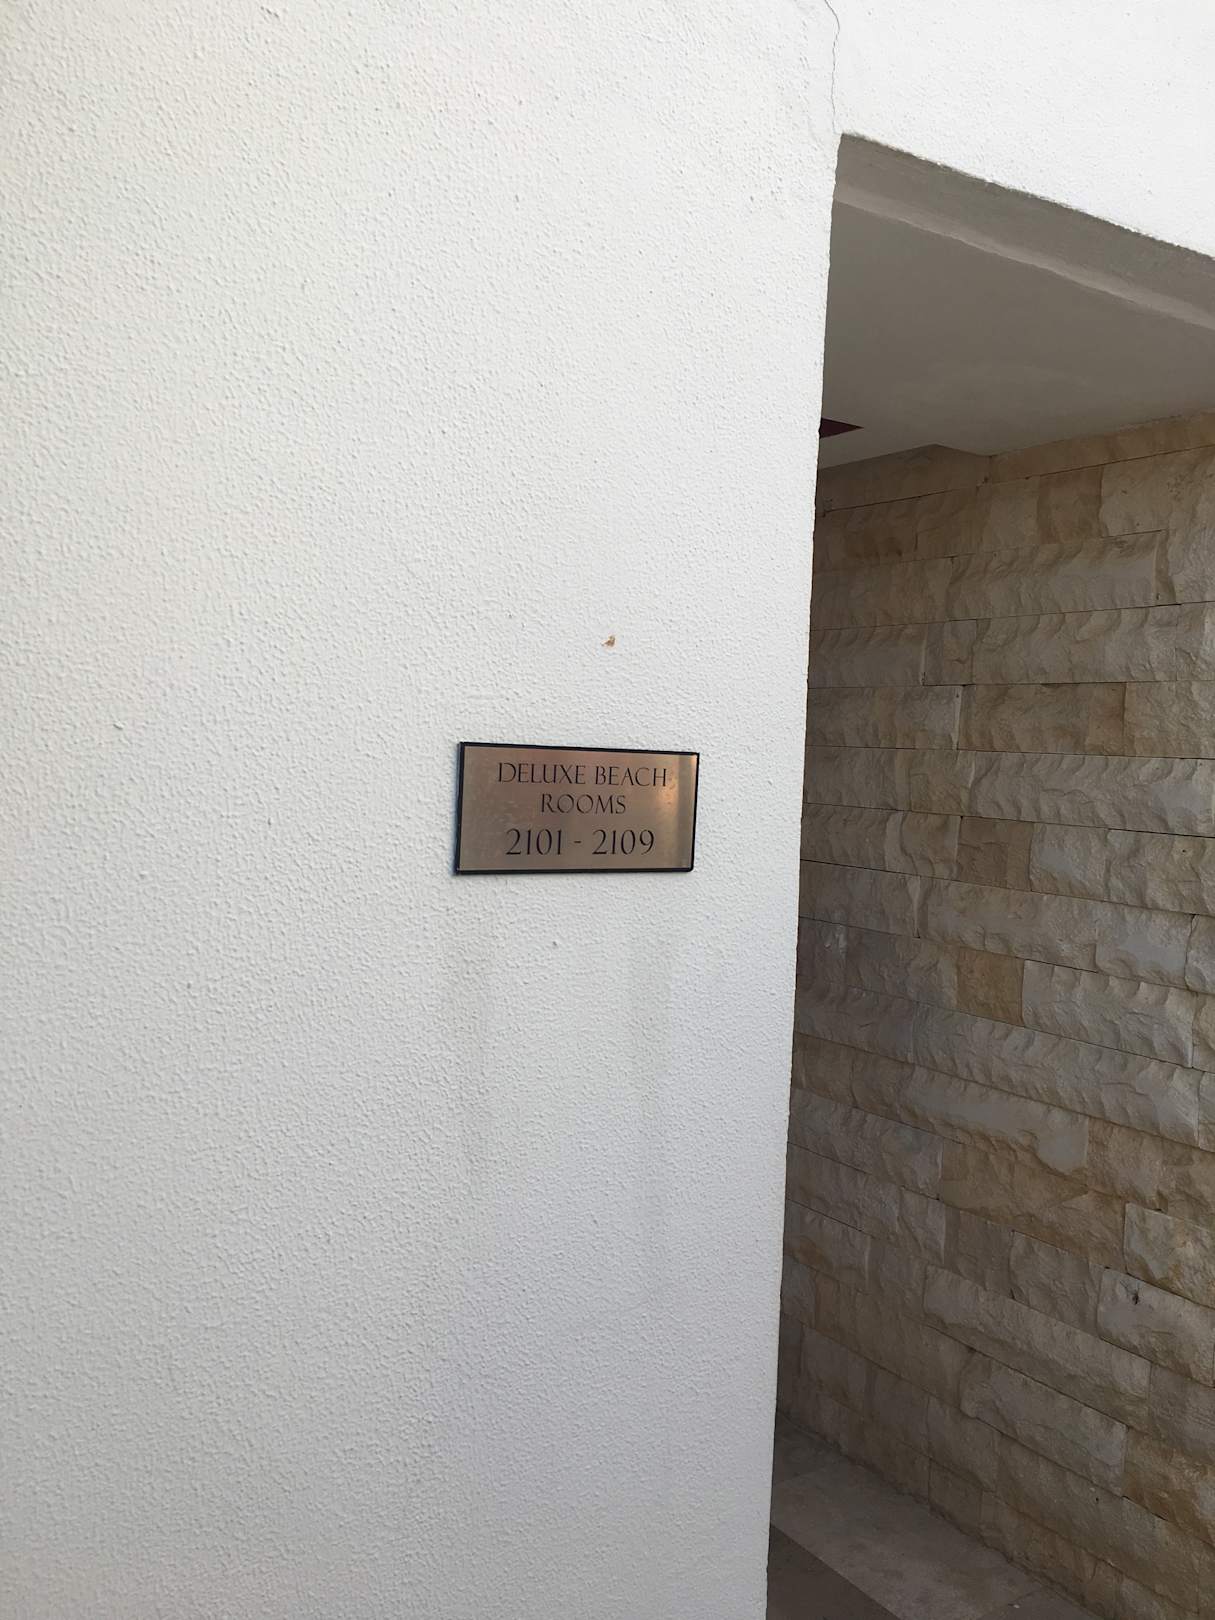 DELUXE BEACH
ROOMS
2101 - 2109